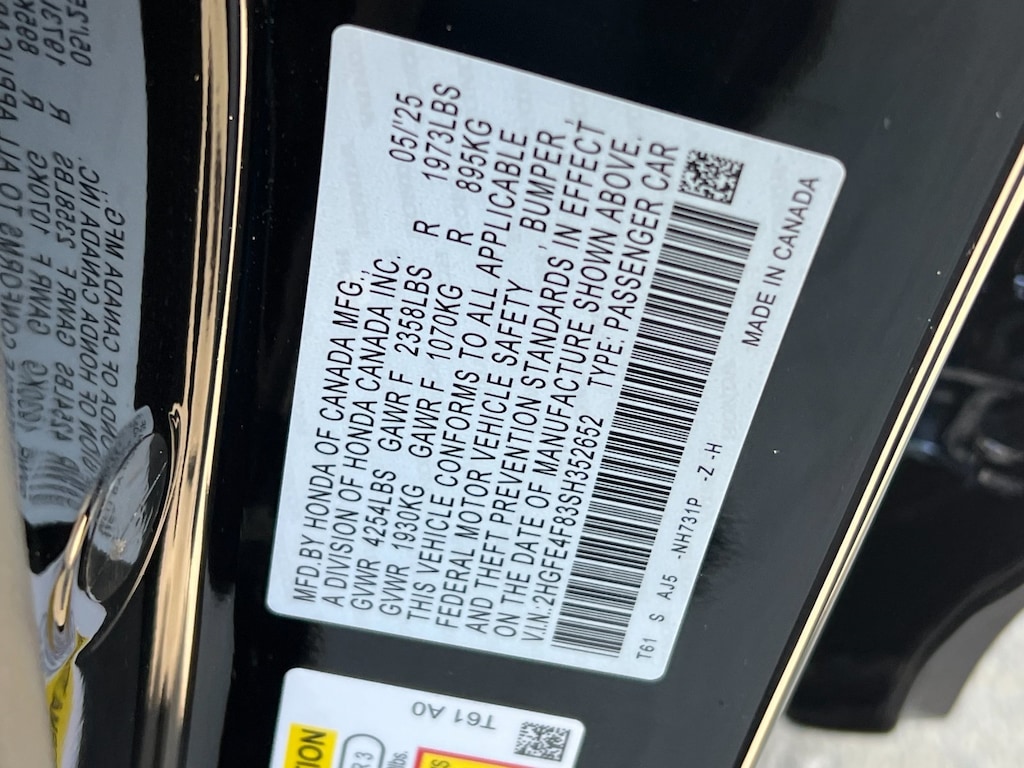 MFD.BY HONDA OF CANADA MFG., 05/'25
A DIVISION OF HONDA CANADA INC.
GVWR 4254LBS GAWR F 2358LBS R 1973LBS
GVWR 1930KG GAWR F 1070KG R 895KG
THIS VEHICLE CONFORMS TO ALL APPLICABLE
FEDERAL MOTOR VEHICLE SAFETY , BUMPER ,
AND THEFT PREVENTION STANDARDS IN EFFECT
ON THE DATE OF MANUFACTURE SHOWN ABOVE.
V.I.N.:2HGFE4F83SH352652 TYPE: PASSENGER CAR
T61 S AJ5 -NH731P -Z -H MADE IN CANADA
T61 A0